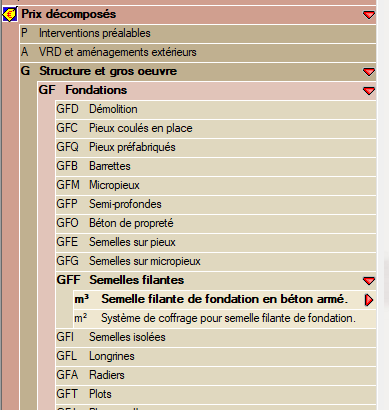 Prix décomposés
P Interventions préalables
A VRD et aménagements extérieurs
G Structure et gros oeuvre
GF Fondations
GFD Démolition
GFC Pieux coulés en place
GFQ Pieux préfabriqués
GFB Barrettes
GFM Micropieux
GFP Semi-profondes
GFO Béton de propreté
GFE Semelles sur pieux
GFG Semelles sur micropieux
GFF Semelles filantes
m³ Semelle filante de fondation en béton armé.
m² Système de coffrage pour semelle filante de fondation.
GFI Semelles isolées
GFL Longrines
GFA Radiers
GFT Plots